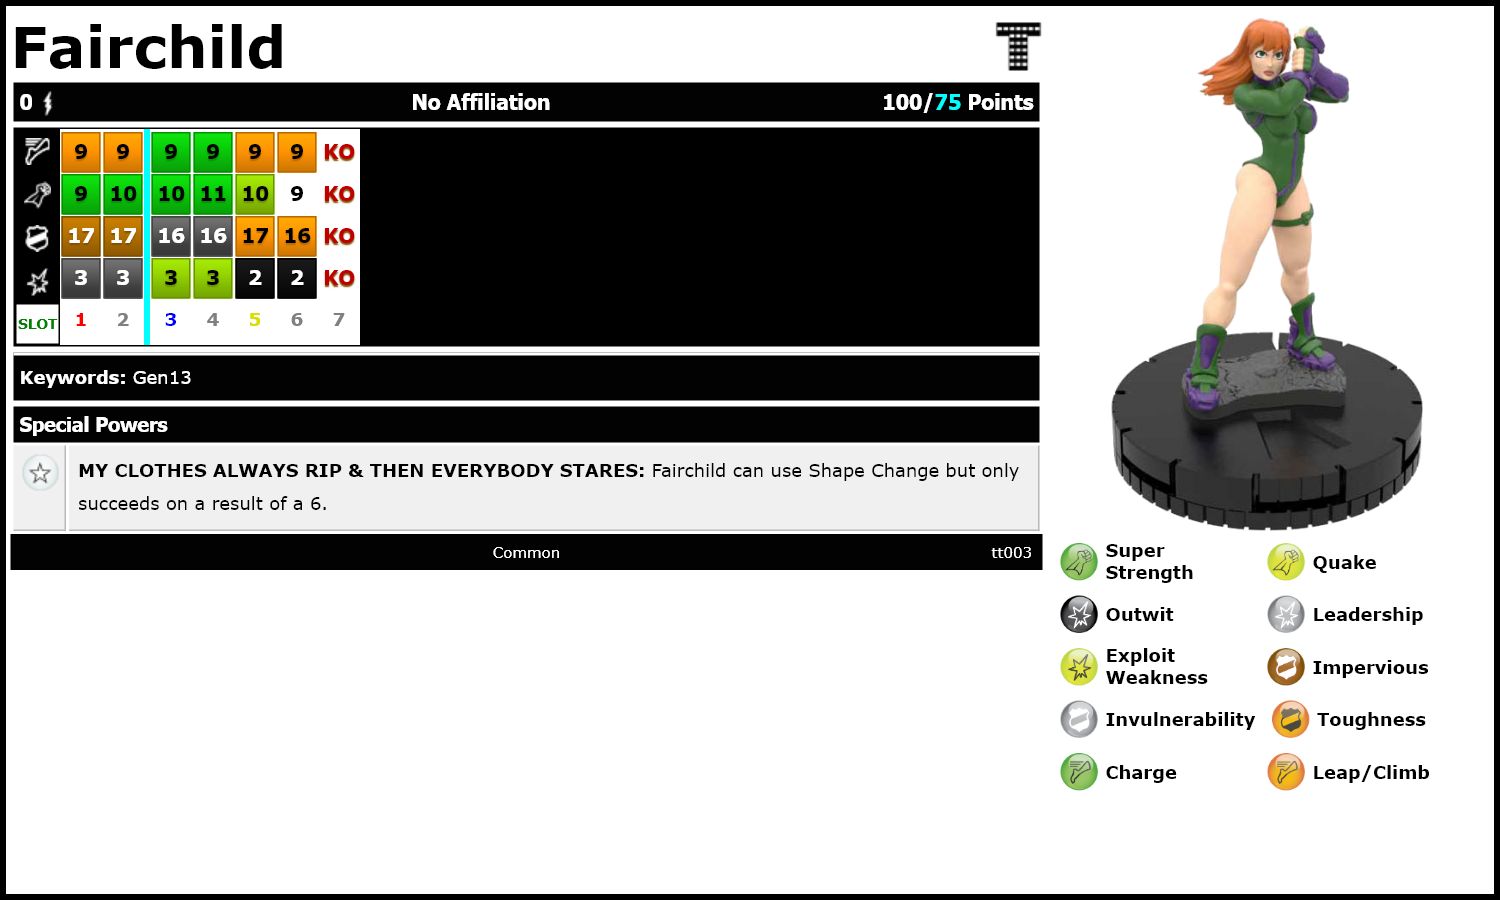 Fairchild
T
0 No Affiliation 100/75 Points
9 9 9 9 9 9 KO
9 10 10 11 10 9 KO
17 17 16 16 17 16 KO
3 3 3 3 2 2 KO
SLOT 1 2 3 4 5 6 7
Keywords: Gen13
Special Powers
MY CLOTHES ALWAYS RIP & THEN EVERYBODY STARES: Fairchild can use Shape Change but only
succeeds on a result of a 6.
Common tt003
Super
Strength
Quake
Outwit
Leadership
Exploit
Weakness
Impervious
Invulnerability
Toughness
Charge
Leap/Climb